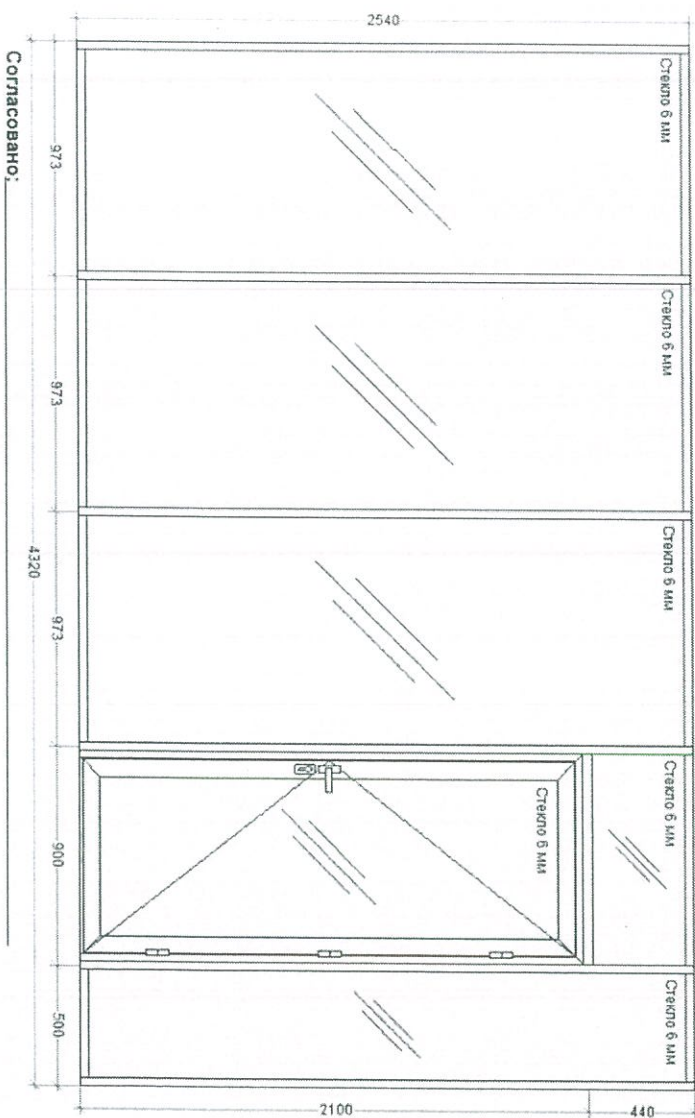 Стекло 6 мм
Стекло 6 мм
Стекло 6 мм
Стекло 6 мм
Стекло 6 мм
Стекло 6 мм
2540
440
2100
973
973
973
900
500
4320
Согласовано: